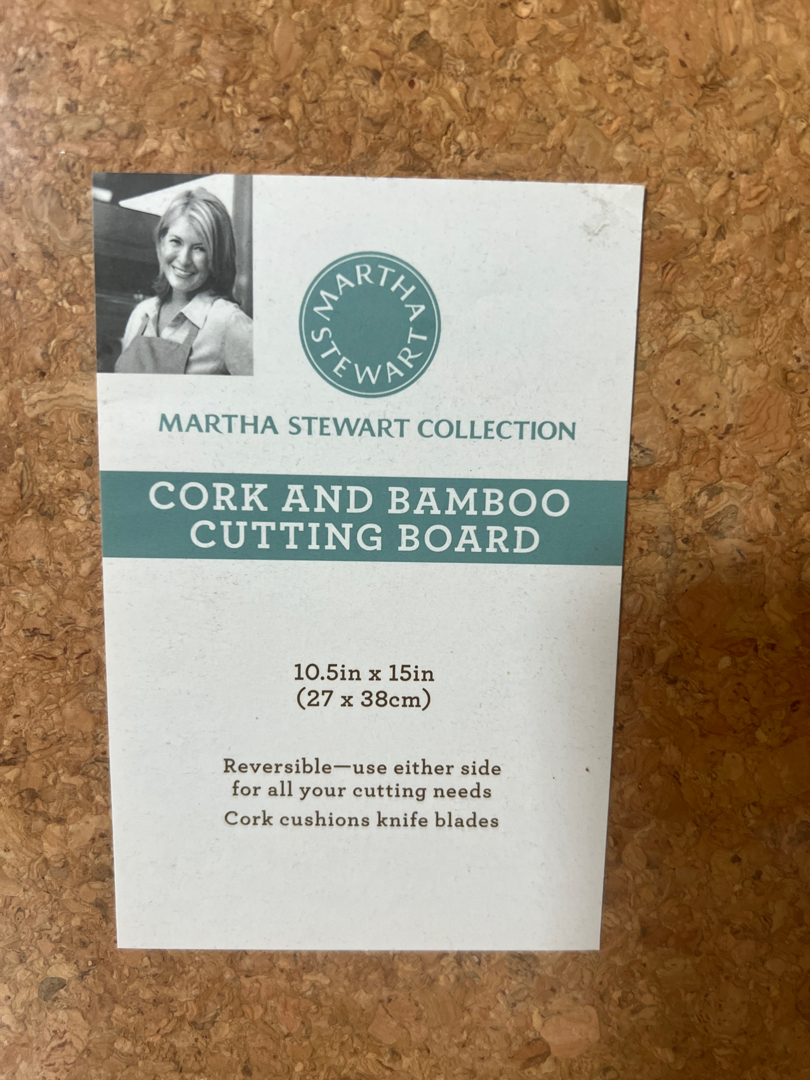 MARTHA STEWART
MARTHA STEWART COLLECTION
CORK AND BAMBOO
CUTTING BOARD
10.5in x 15in
(27 x 38cm)
Reversible—use either side
for all your cutting needs
Cork cushions knife blades